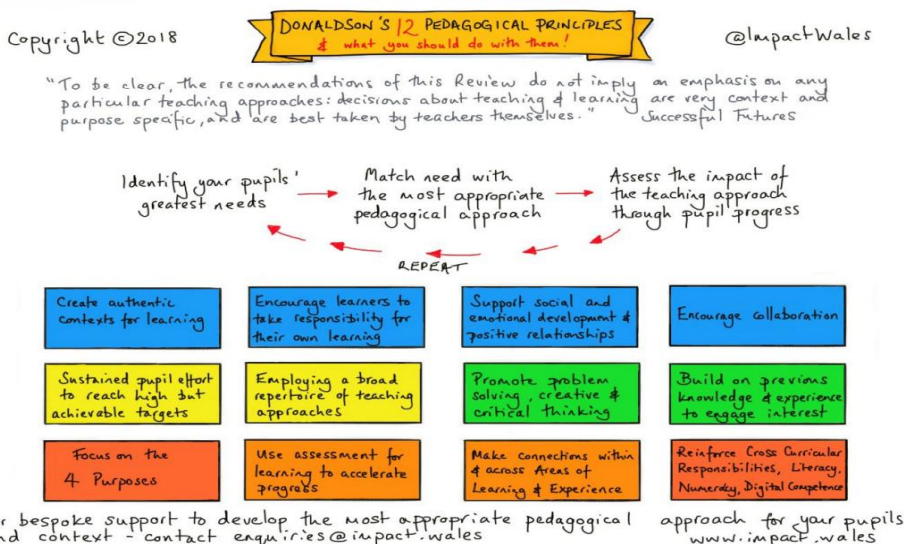 Copyright ©2018
DONALDSON'S 12 PEDAGOGICAL PRINCIPLES
& what you should do with them!
@ImpactWales
"To be clear, the recommendations of this Review do not imply an emphasis on any
particular teaching approaches: decisions about teaching & learning are very context and
purpose specific, and are best taken by teachers themselves." Successful Futures
Identify your pupils'
greatest needs
Match need with
the most appropriate
pedagogical approach
Assess the impact of
the teaching approach
through pupil progress
REPEAT
Create authentic
contexts for learning
Encourage learners to
take responsibility for
their own learning
Support social and
emotional development &
positive relationships
Encourage collaboration
Sustained pupil effort
to reach high but
achievable targets
Employing a broad
repertoire of teaching
approaches
Promote problem
solving, creative &
critical thinking
Build on previous
knowledge & experience
to engage interest
Focus on the
4 Purposes
Use assessment for
learning to accelerate
progress
Make connections within
& across Areas of
Learning & Experience
Reinforce Cross Curricular
Responsibilities, Literacy,
Numeracy, Digital Competence
r bespoke support to develop the most appropriate pedagogical approach for your pupils
nd context - contact enquiries@impact.wales www.impact.wales